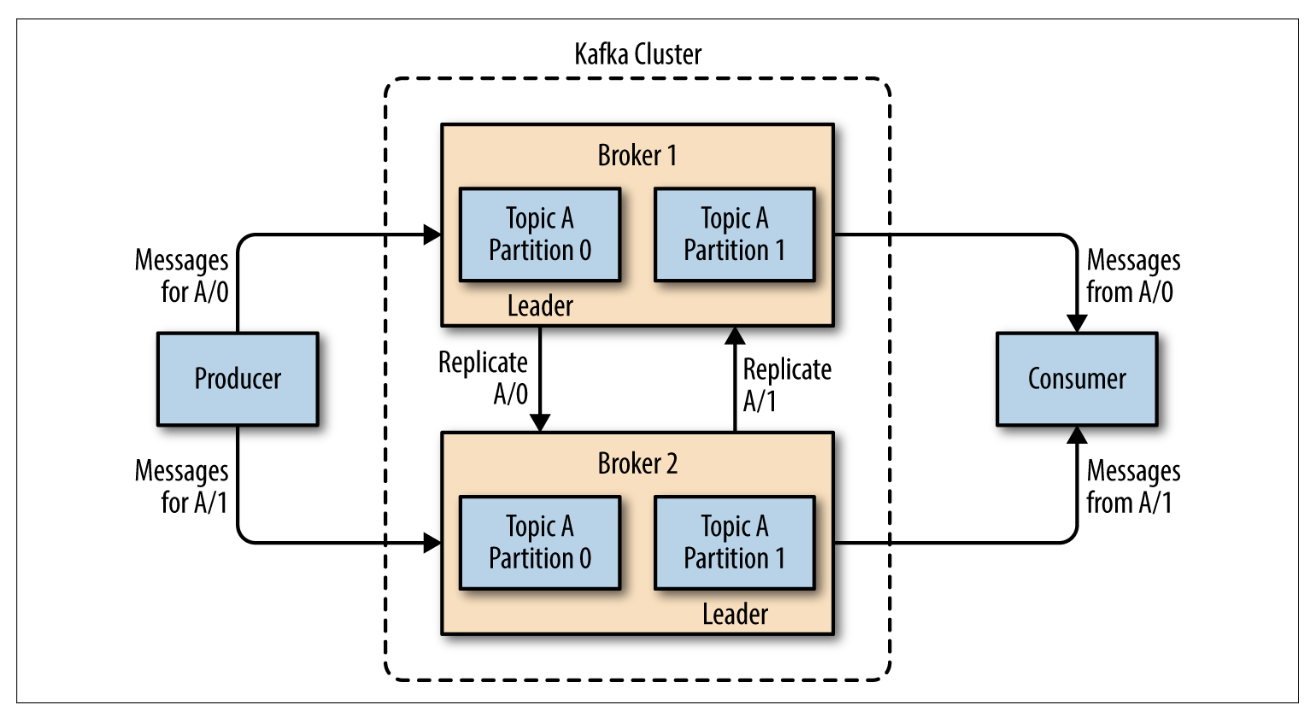 Kafka Cluster
Broker 1
Topic A
Partition 0
Topic A
Partition 1
Leader
Messages
for A/0
Messages
from A/0
Producer
Replicate
A/0
Replicate
A/1
Consumer
Messages
for A/1
Broker 2
Topic A
Partition 0
Topic A
Partition 1
Leader
Messages
from A/1